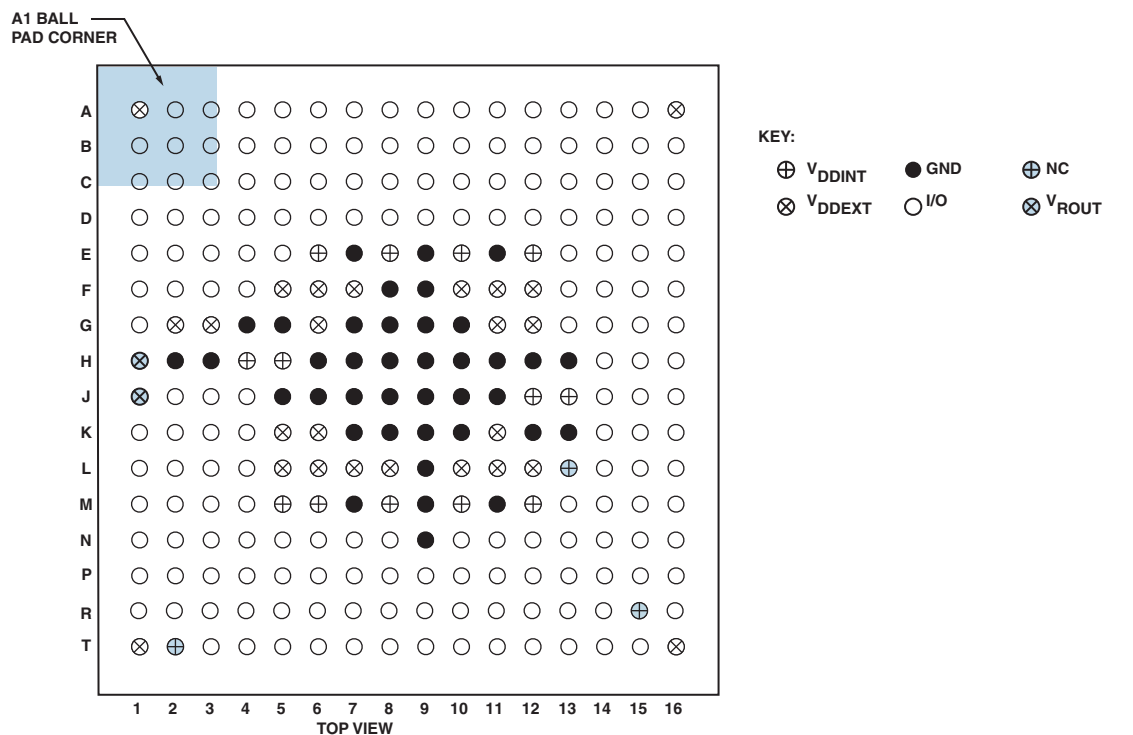 A1 BALL
PAD CORNER
A
B
C
D
E
F
G
H
J
K
L
M
N
P
R
T
1 2 3 4 5 6 7 8 9 10 11 12 13 14 15 16
TOP VIEW
KEY:
VDDINT GND NC
VDDEXT I/O VROUT